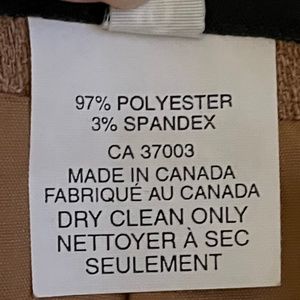 97% POLYESTER
3% SPANDEX
CA 37003
MADE IN CANADA
FABRIQUÉ AU CANADA
DRY CLEAN ONLY
NETTOYER À SEC
SEULEMENT